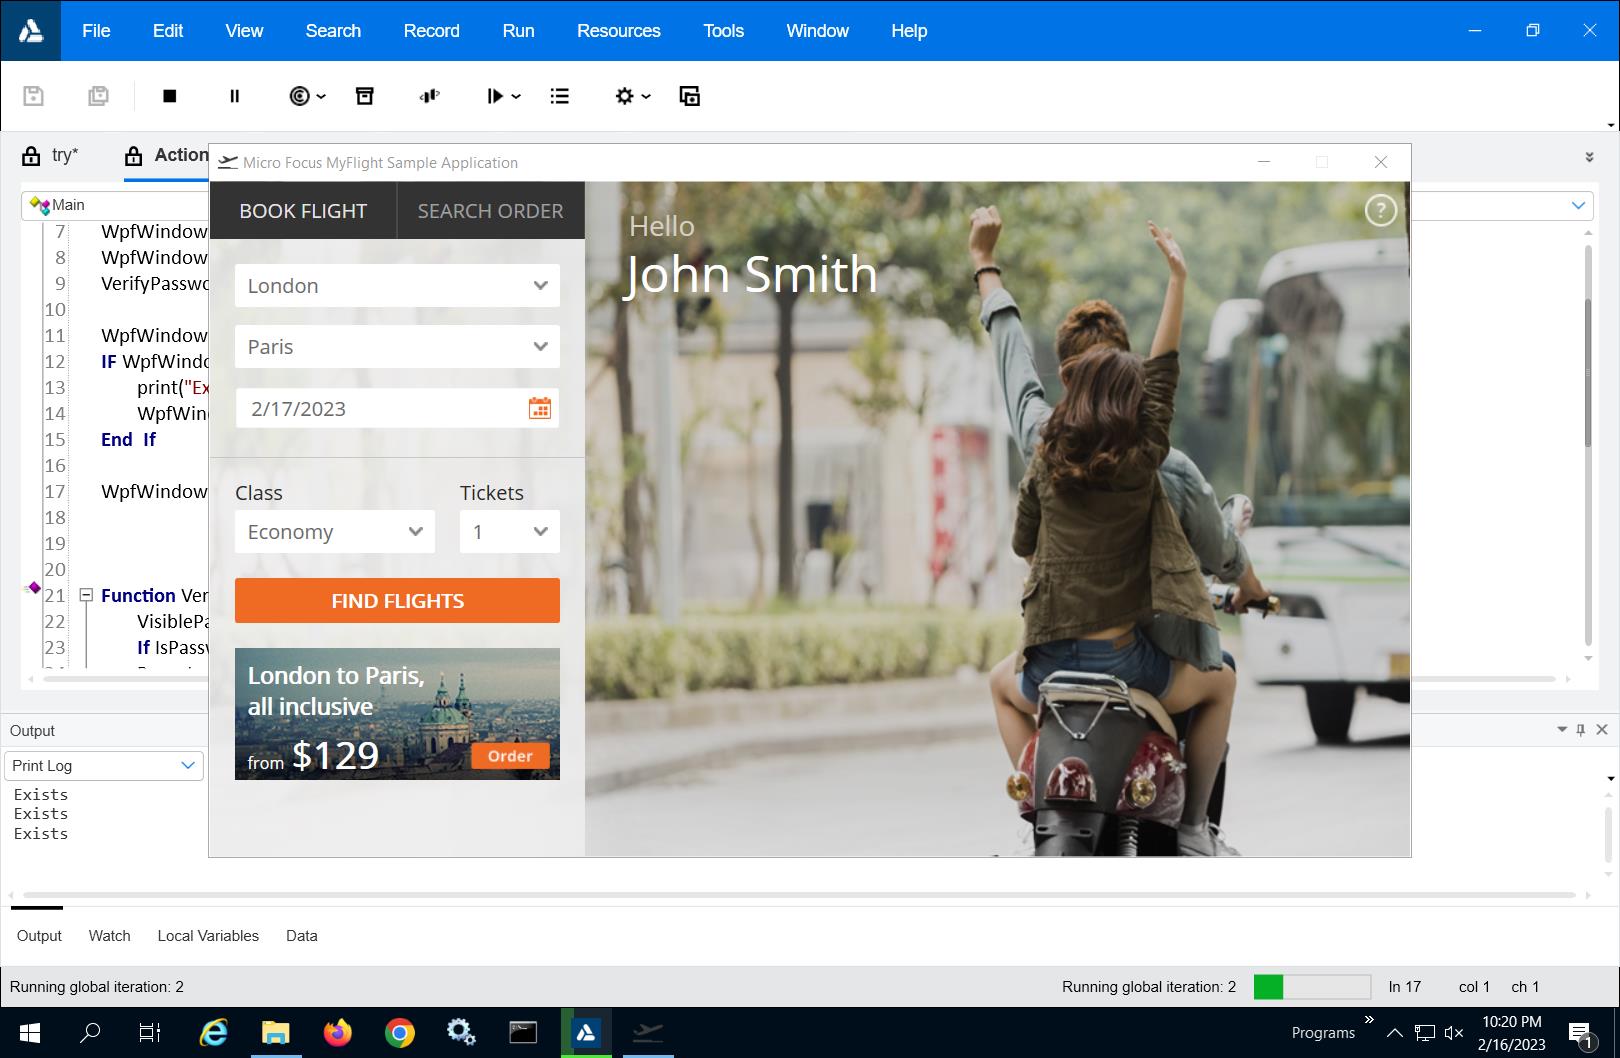 File Edit View Search Record Run Resources Tools Window Help
try* Action
Micro Focus MyFlight Sample Application
Main
7 WpfWindow
8 WpfWindow
9 VerifyPasswo
10
11 WpfWindow
12 IF WpfWindo
13 print("Ex
14 WpfWin
15 End If
16
17 WpfWindow
18
19
20
21 Function Ver
22 VisiblePa
23 If IsPassw
BOOK FLIGHT SEARCH ORDER
London
Paris
2/17/2023
Class Tickets
Economy 1
FIND FLIGHTS
London to Paris,
all inclusive
from $129 Order
Hello
John Smith
?
Output
Print Log
Exists
Exists
Exists
Output Watch Local Variables Data
Running global iteration: 2 Running global iteration: 2 ln 17 col 1 ch 1
Programs » 10:20 PM
2/16/2023
1